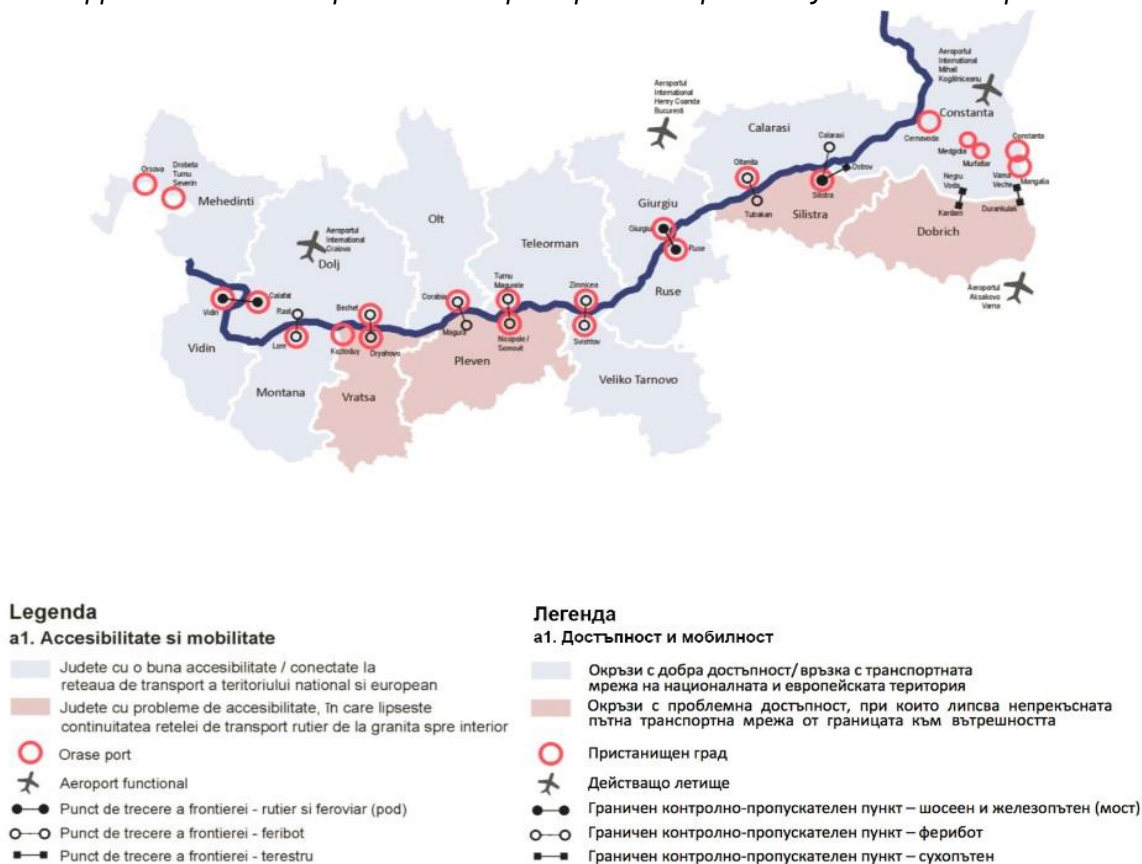 Aeroportul
International
Mihail
Kogălniceanu
Constanta
Aeroportul
International
Henry Coanda
Bucuresti
Calarasi
Calarasi
Cernavoda
Medgidia
Murfatlar
Constanta
Mangalia
Orsova
Drobeta
Turnu
Severin
Mehedinti
Oltenita
Ostrov
Negru
Voda
Vama
Veche
Silistra
Silistra
Tutrakan
Kardam
Durankulak
Dobrich
Olt
Giurgiu
Giurgiu
Ruse
Ruse
Aeroportul
International
Craiova
Dolj
Teleorman
Aeroportul
Aksakovo
Varna
Turnu
Magurele
Zimnicea
Calafat
Vidin
Rast
Bechet
Corabia
Magura
Lom
Kozloduy
Oryahovo
Nicopole /
Somovit
Svishtov
Vidin
Montana
Vratsa
Pleven
Veliko Tarnovo
Legenda
a1. Accesibilitate si mobilitate
Judete cu o buna accesibilitate / conectate la
reteaua de transport a teritoriului national si european
Judete cu probleme de accesibilitate, în care lipseste
continuitatea retelei de transport rutier de la granita spre interior
Orase port
Aeroport functional
Punct de trecere a frontierei - rutier si feroviar (pod)
Punct de trecere a frontierei - feribot
Punct de trecere a frontierei - terestru
Легенда
а1. Достъпност и мобилност
Окръзи с добра достъпност/връзка с транспортната
мрежа на националната и европейската територия
Окръзи с проблемна достъпност, при които липсва непрекъсната
пътна транспортна мрежа от границата към вътрешността
Пристанищен град
Действащо летище
Граничен контролно-пропускателен пункт – шосеен и железопътен (мост)
Граничен контролно-пропускателен пункт – ферибот
Граничен контролно-пропускателен пункт – сухопътен